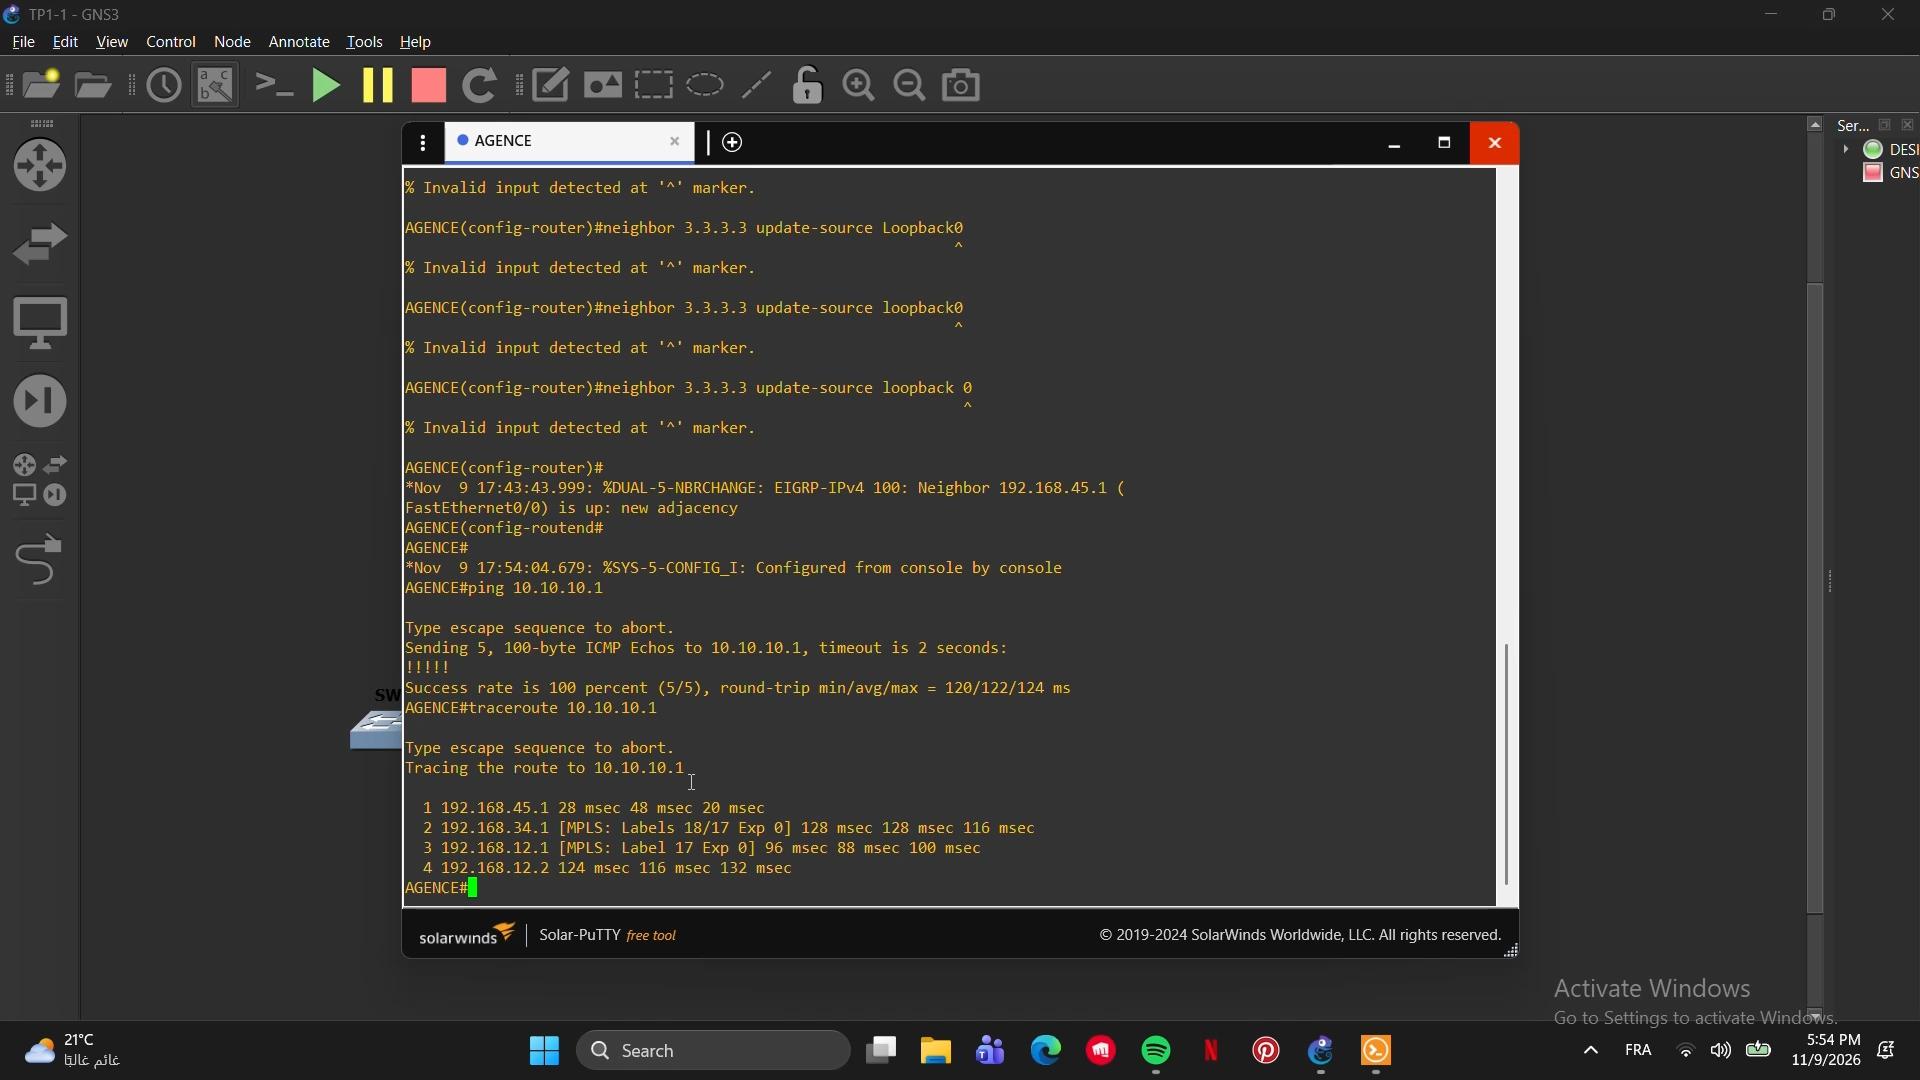 TP1-1 - GNS3
File Edit View Control Node Annotate Tools Help
AGENCE
Ser...
DESI
GNS
% Invalid input detected at '^' marker.
AGENCE(config-router)#neighbor 3.3.3.3 update-source Loopback0
^
% Invalid input detected at '^' marker.
AGENCE(config-router)#neighbor 3.3.3.3 update-source loopback0
^
% Invalid input detected at '^' marker.
AGENCE(config-router)#neighbor 3.3.3.3 update-source loopback 0
^
% Invalid input detected at '^' marker.
AGENCE(config-router)#
*Nov  9 17:43:43.999: %DUAL-5-NBRCHANGE: EIGRP-IPv4 100: Neighbor 192.168.45.1 (
FastEthernet0/0) is up: new adjacency
AGENCE(config-routend#
AGENCE#
*Nov  9 17:54:04.679: %SYS-5-CONFIG_I: Configured from console by console
AGENCE#ping 10.10.10.1
Type escape sequence to abort.
Sending 5, 100-byte ICMP Echos to 10.10.10.1, timeout is 2 seconds:
!!!!!
Success rate is 100 percent (5/5), round-trip min/avg/max = 120/122/124 ms
AGENCE#traceroute 10.10.10.1
Type escape sequence to abort.
Tracing the route to 10.10.10.1
1 192.168.45.1 28 msec 48 msec 20 msec
2 192.168.34.1 [MPLS: Labels 18/17 Exp 0] 128 msec 128 msec 116 msec
3 192.168.12.1 [MPLS: Label 17 Exp 0] 96 msec 88 msec 100 msec
4 192.168.12.2 124 msec 116 msec 132 msec
AGENCE#
SW
solarwinds Solar-PuTTY free tool © 2019-2024 SolarWinds Worldwide, LLC. All rights reserved.
Activate Windows
Go to Settings to activate Windows.
21°C
غائم غالبًا
Search
FRA
5:54 PM
11/9/2026